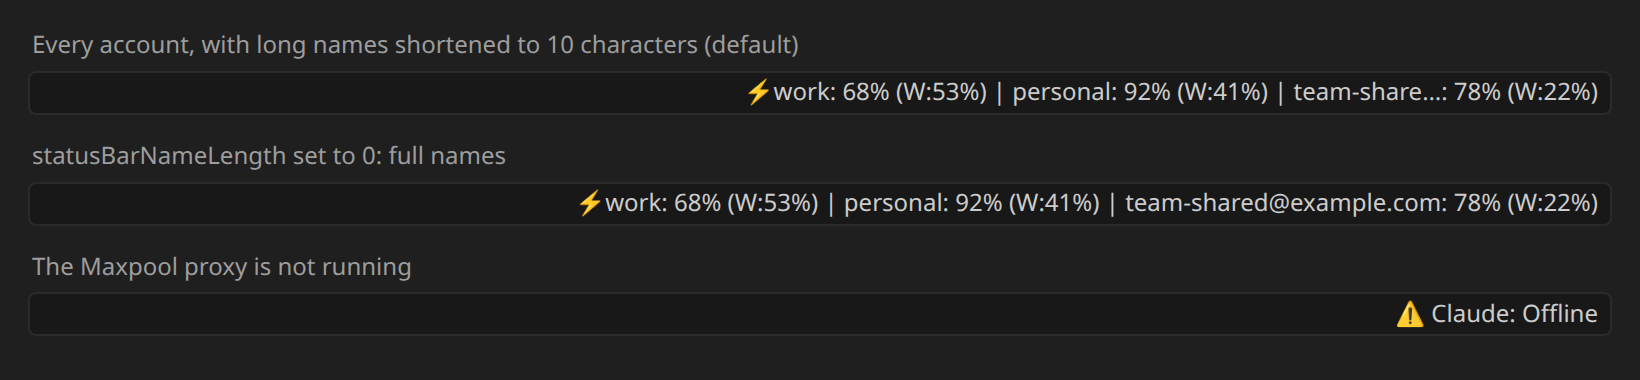 Every account, with long names shortened to 10 characters (default)
⚡work: 68% (W:53%) | personal: 92% (W:41%) | team-share...: 78% (W:22%)
statusBarNameLength set to 0: full names
⚡work: 68% (W:53%) | personal: 92% (W:41%) | team-shared@example.com: 78% (W:22%)
The Maxpool proxy is not running
⚠️ Claude: Offline